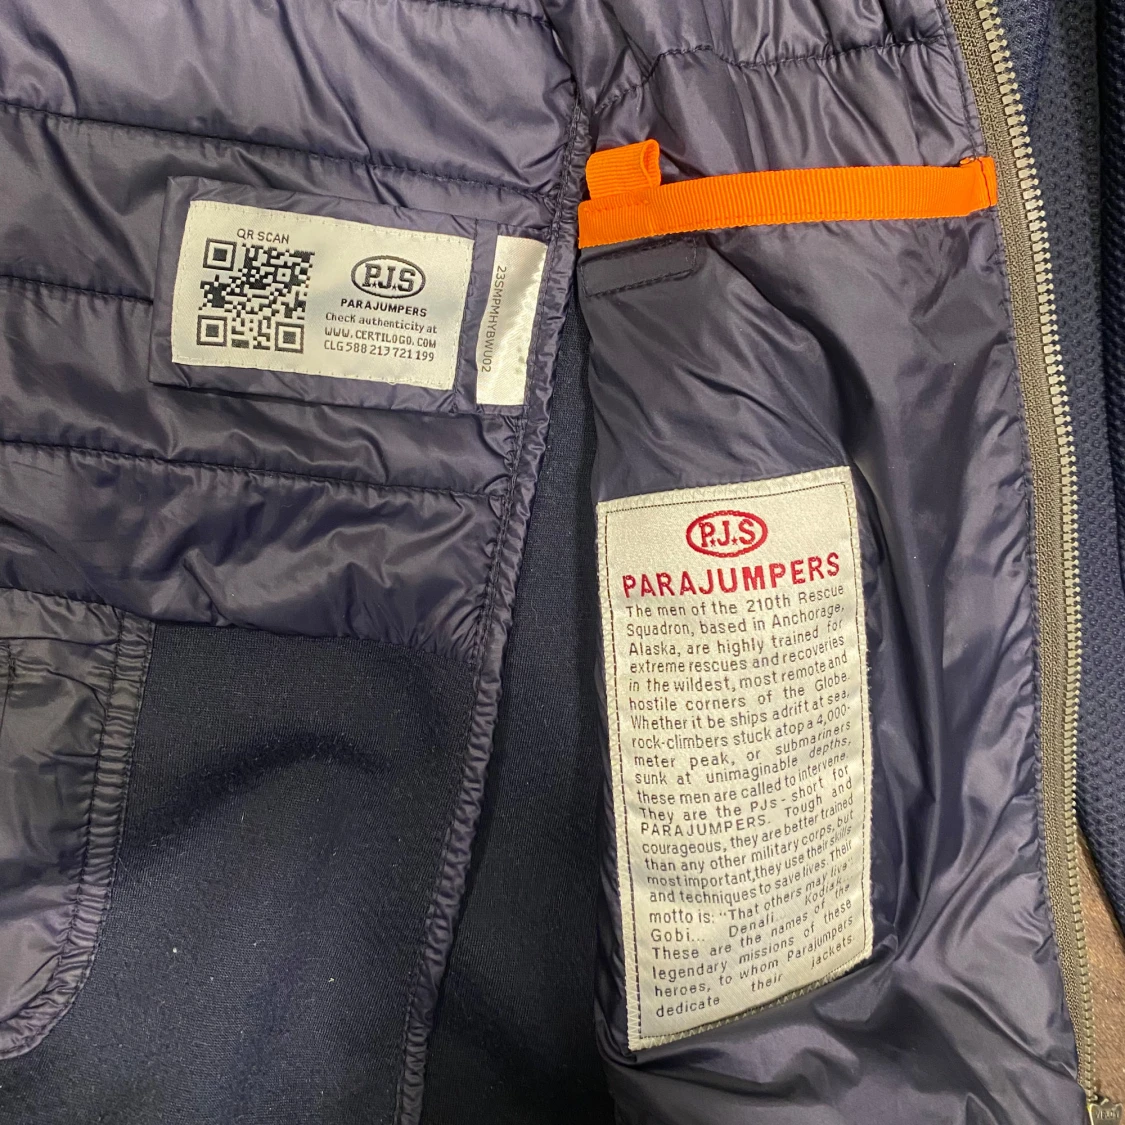 QR SCAN
P.J.S
PARAJUMPERS
Check authenticity at
WWW.CERTILOGO.COM
CLG 588 213 721 199
23SMPMHYBWU02
P.J.S
PARAJUMPERS
The men of the 210th Rescue
Squadron, based in Anchorage,
Alaska, are highly trained for
extreme rescues and recoveries
in the wildest, most remote and
hostile corners of the Globe.
Whether it be ships adrift at sea,
rock-climbers stuck atop a 4,000-
meter peak, or submariners
sunk at unimaginable depths,
these men are called to intervene.
They are the PJs - short for
PARAJUMPERS. Tough and
courageous, they are better trained
than any other military corps, but
most important, they use their skills
and techniques to save lives. Their
motto is: "That others may live"
Gobi... Denali... Kodiak...
These are the names of the
legendary missions of these
heroes, to whom Parajumpers
dedicate their jackets.